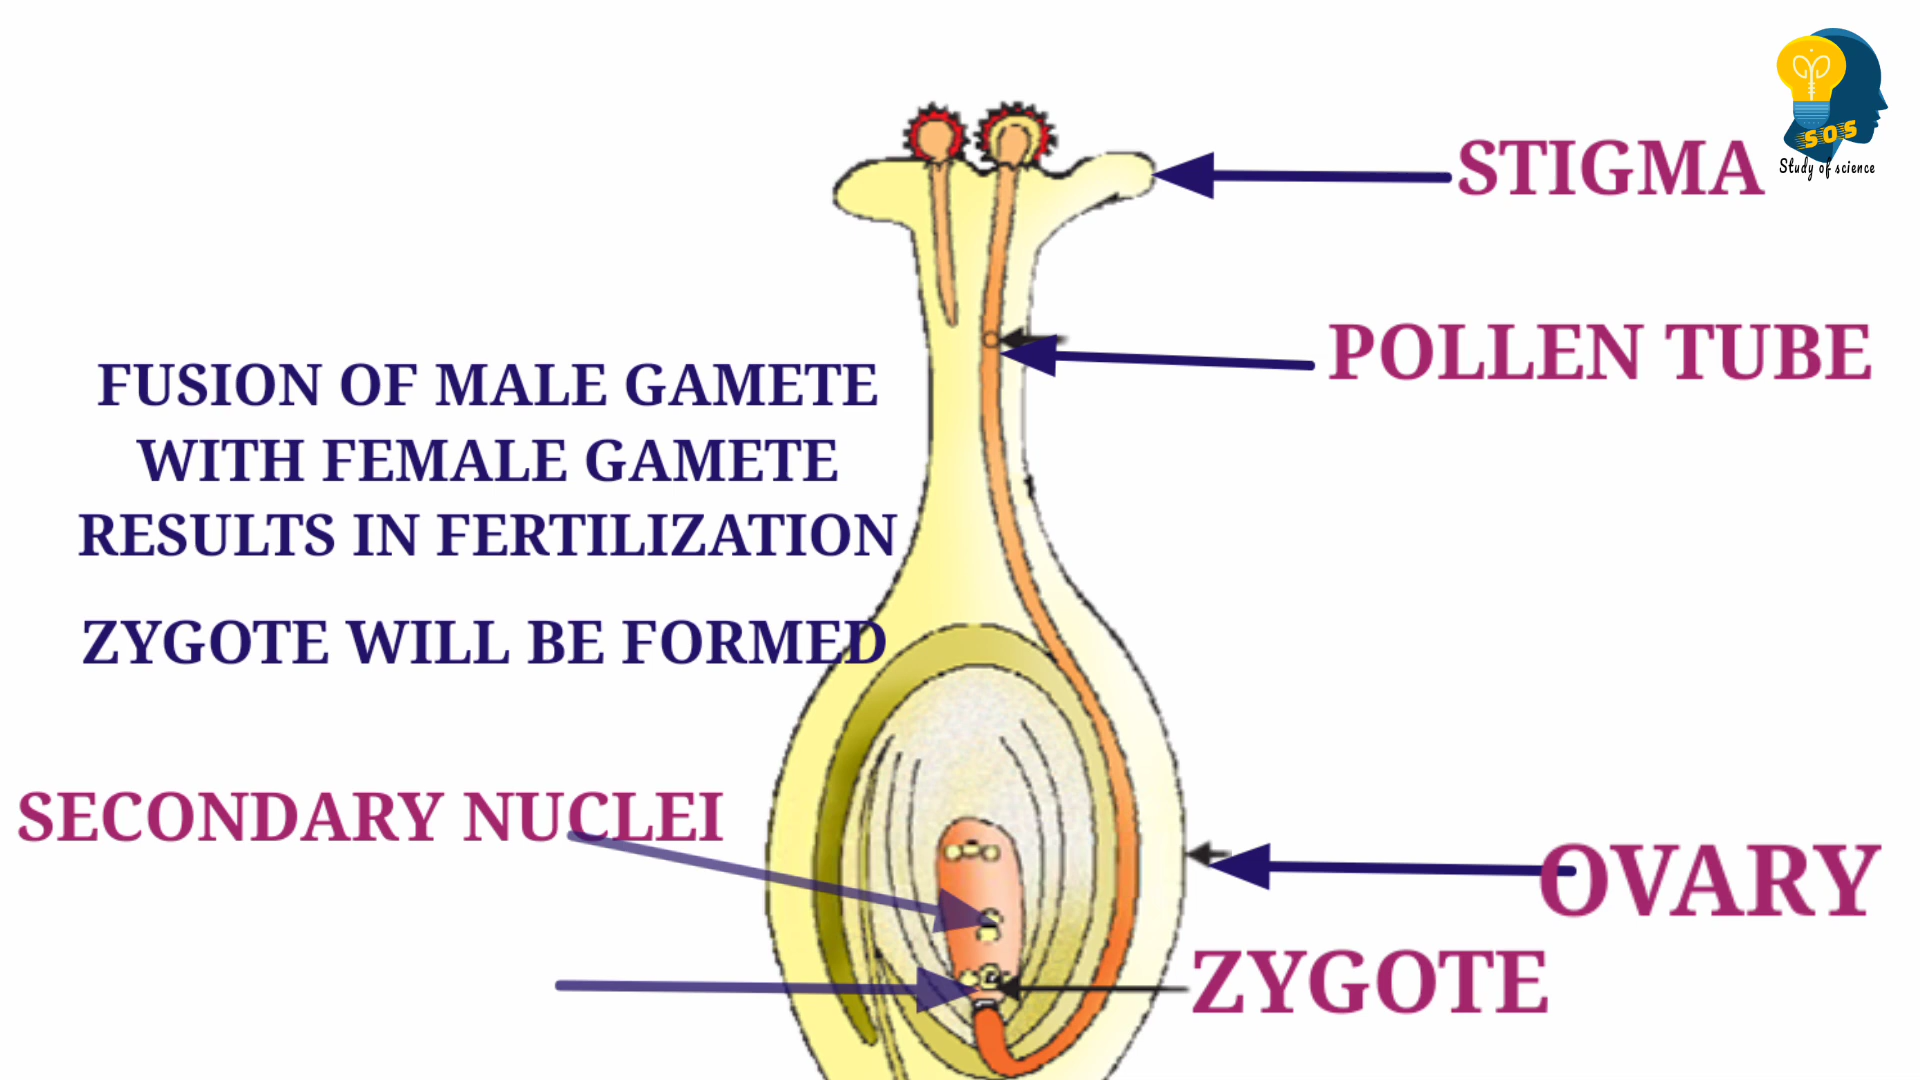 SOS
Study of science
STIGMA
POLLEN TUBE
FUSION OF MALE GAMETE
WITH FEMALE GAMETE
RESULTS IN FERTILIZATION
ZYGOTE WILL BE FORMED
SECONDARY NUCLEI
OVARY
ZYGOTE